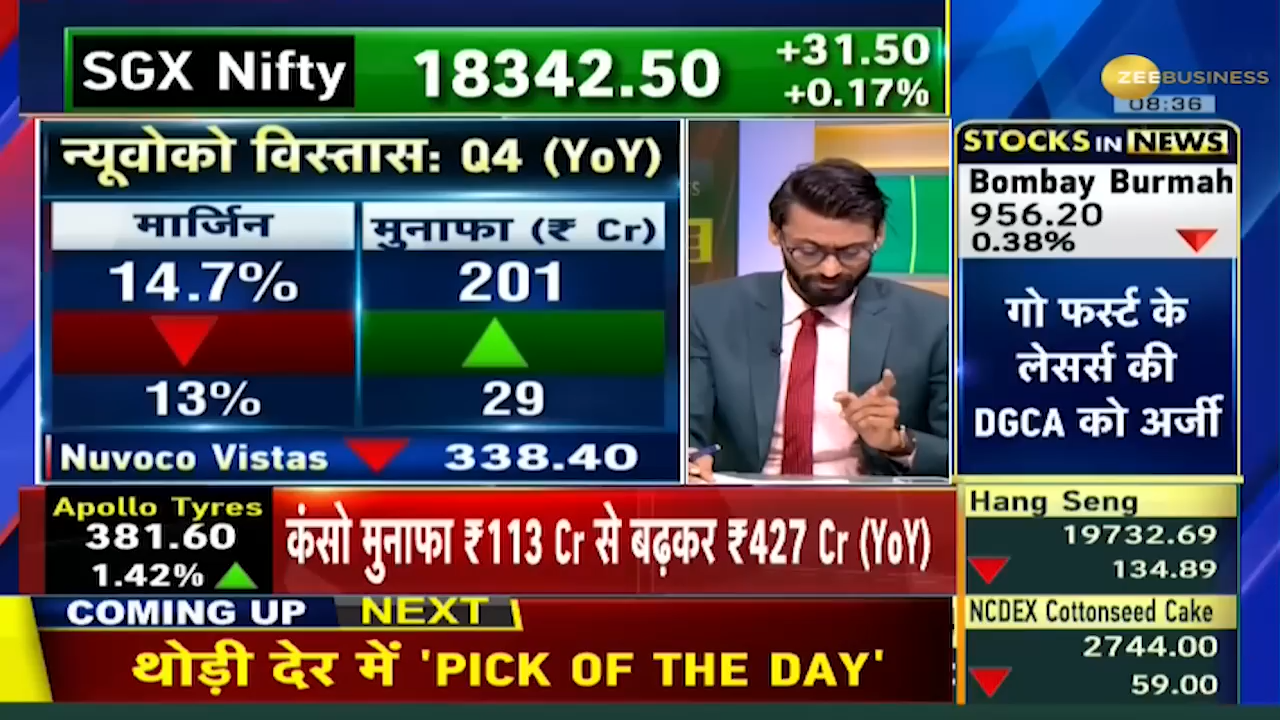 SGX Nifty 18342.50 +31.50
+0.17%
ZEEBUSINESS
08:36
न्यूवोको विस्तास: Q4 (YoY)
मार्जिन मुनाफा (₹ Cr)
14.7% 201
13% 29
Nuvoco Vistas 338.40
STOCKS IN NEWS
Bombay Burmah
956.20
0.38%
गो फर्स्ट के
लेसर्स की
DGCA को अर्जी
Apollo Tyres
381.60
1.42%
कंसो मुनाफा ₹113 Cr से बढ़कर ₹427 Cr (YoY)
Hang Seng
19732.69
134.89
NCDEX Cottonseed Cake
2744.00
59.00
COMING UP NEXT
थोड़ी देर में 'PICK OF THE DAY'